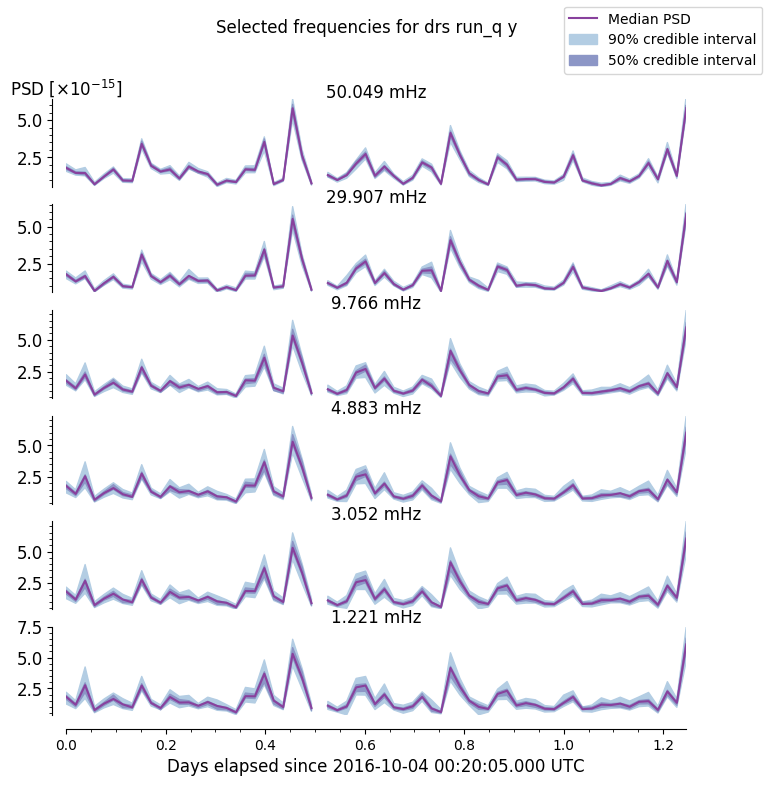 Selected frequencies for drs run_q y
Median PSD
90% credible interval
50% credible interval
PSD [×10⁻¹⁵]
50.049 mHz
5.0
2.5
29.907 mHz
5.0
2.5
9.766 mHz
5.0
2.5
4.883 mHz
5.0
2.5
3.052 mHz
5.0
2.5
1.221 mHz
7.5
5.0
2.5
0.0 0.2 0.4 0.6 0.8 1.0 1.2
Days elapsed since 2016-10-04 00:20:05.000 UTC